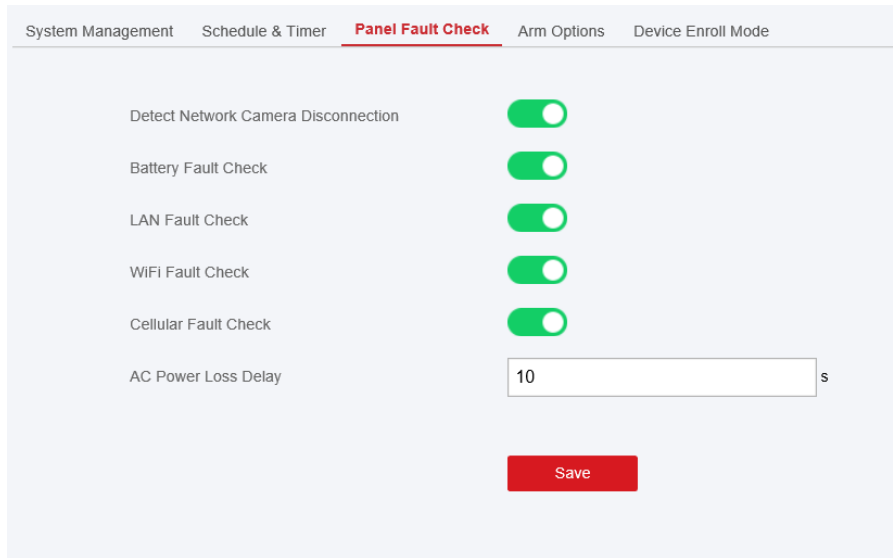 System Management Schedule & Timer Panel Fault Check Arm Options Device Enroll Mode
Detect Network Camera Disconnection
Battery Fault Check
LAN Fault Check
WiFi Fault Check
Cellular Fault Check
AC Power Loss Delay 10 s
Save